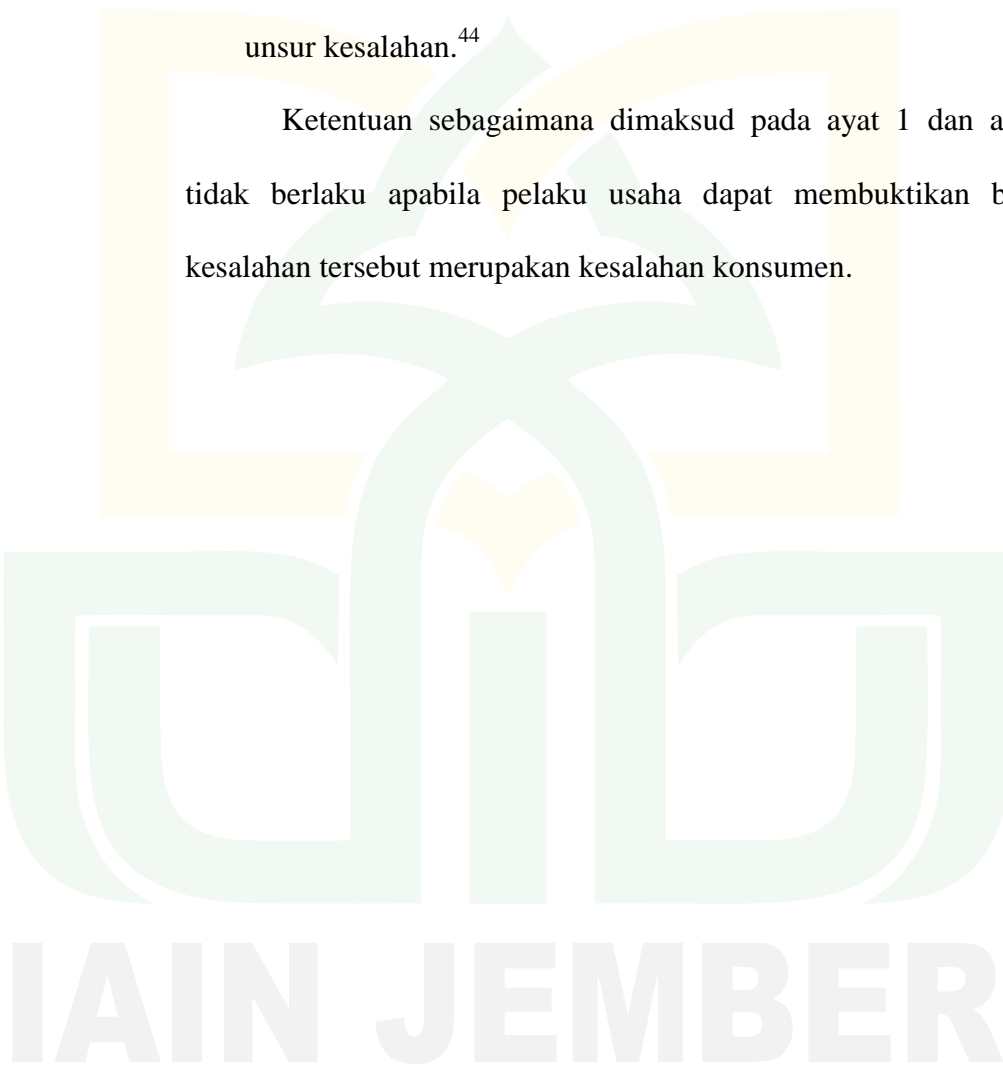 unsur kesalahan.44
Ketentuan sebagaimana dimaksud pada ayat 1 dan
tidak berlaku apabila pelaku usaha dapat membuktikan
kesalahan tersebut merupakan kesalahan konsumen.
IAIN JEMBER